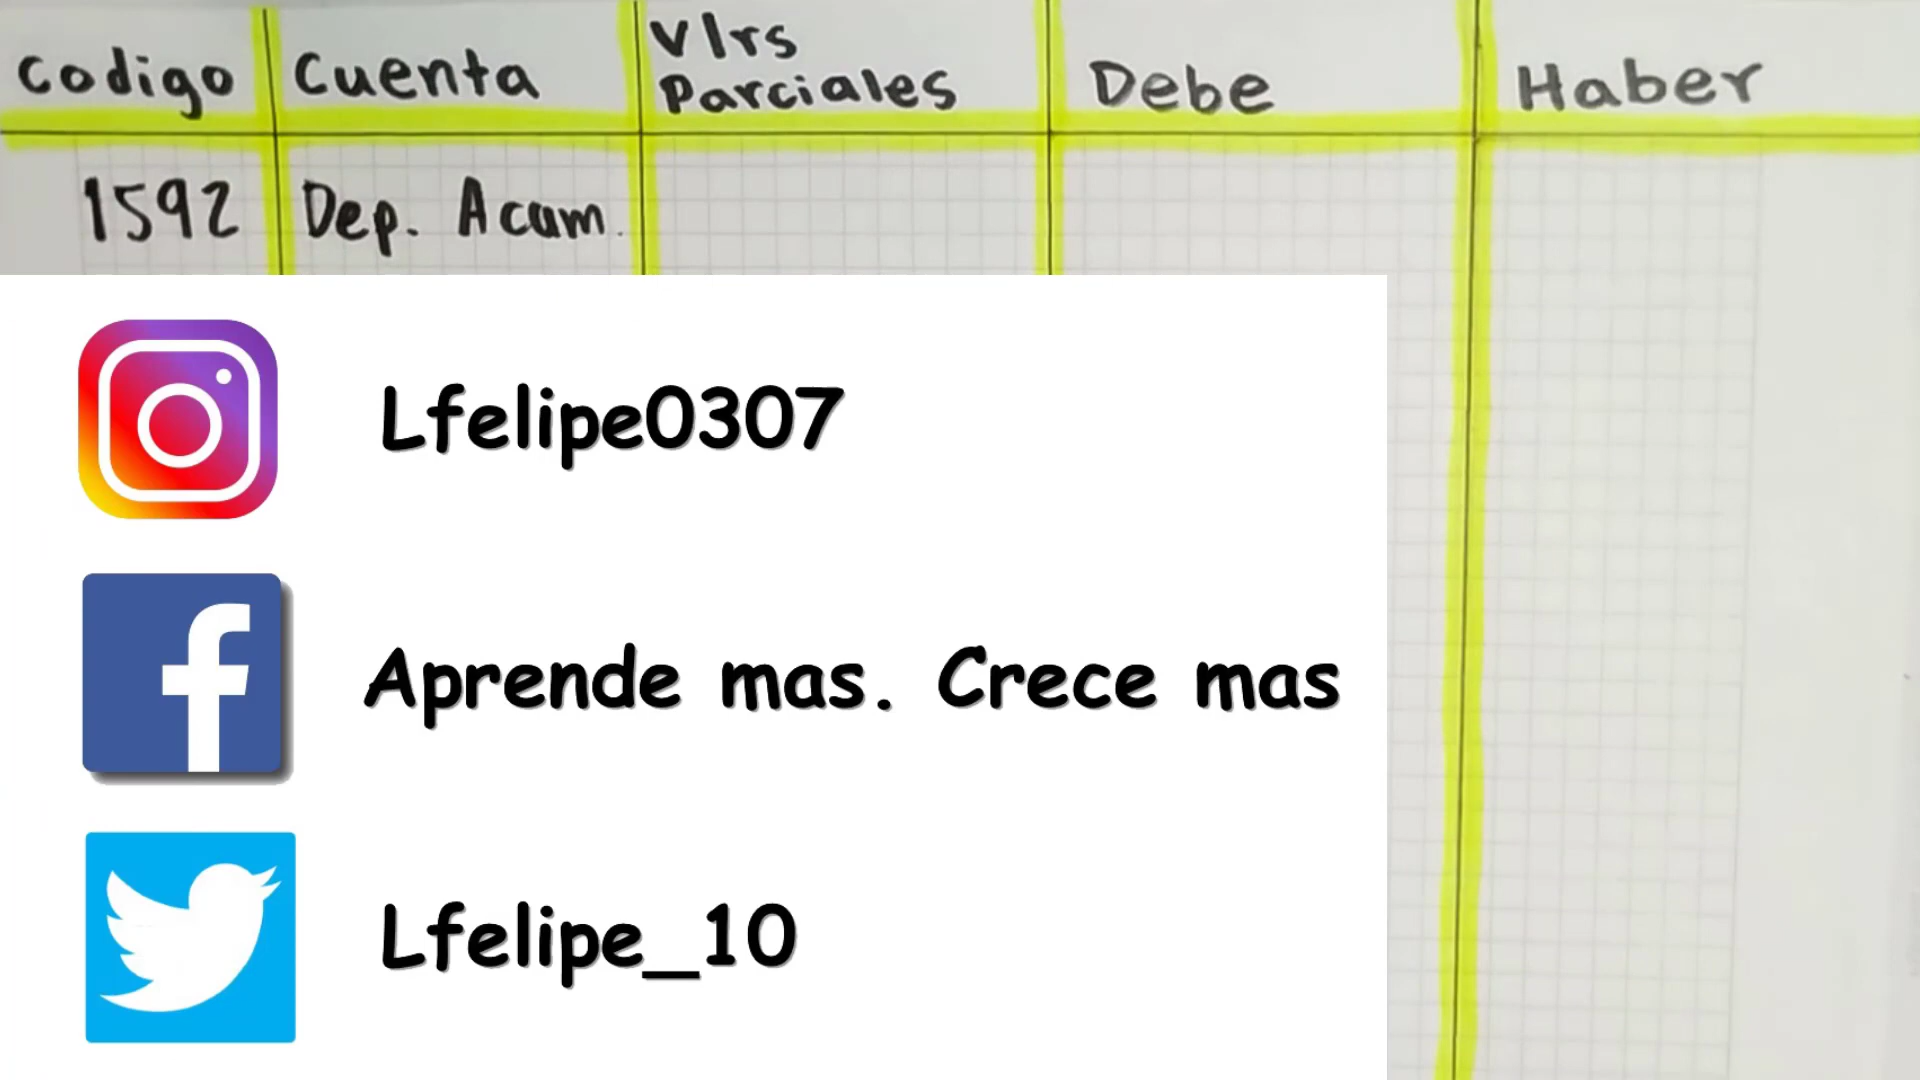 Codigo Cuenta Vlrs Parciales Debe Haber
1592 Dep. Acum.
Lfelipe0307
Aprende mas. Crece mas
Lfelipe_10